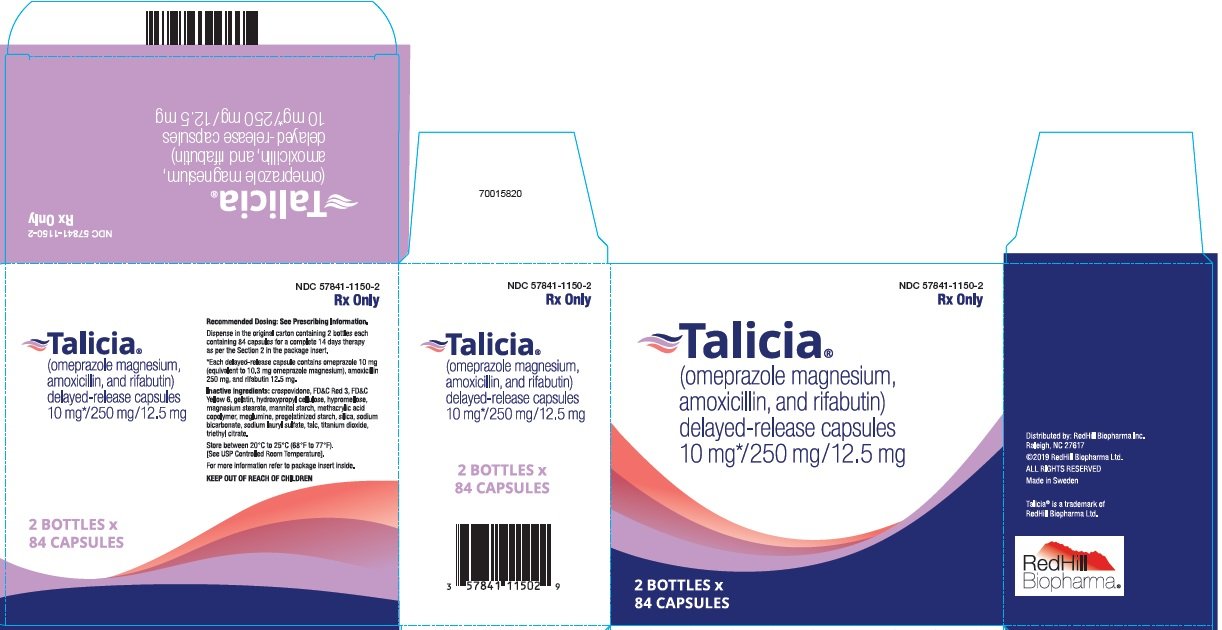 NDC 57841-1150-2
Rx Only
Talicia®
(omeprazole magnesium,
amoxicillin, and rifabutin)
delayed-release capsules
10 mg*/250 mg/12.5 mg
70015820
NDC 57841-1150-2
Rx Only
Talicia®
(omeprazole magnesium,
amoxicillin, and rifabutin)
delayed-release capsules
10 mg*/250 mg/12.5 mg
2 BOTTLES x
84 CAPSULES
Recommended Dosing: See Prescribing Information.
Dispense in the original carton containing 2 bottles each
containing 84 capsules for a complete 14 days therapy
as per the Section 2 in the package insert.
*Each delayed-release capsule contains omeprazole 10 mg
(equivalent to 10.3 mg omeprazole magnesium), amoxicillin
250 mg, and rifabutin 12.5 mg.
Inactive ingredients: crospovidone, FD&C Red 3, FD&C
Yellow 6, gelatin, hydroxypropyl cellulose, hypromellose,
magnesium stearate, mannitol starch, methacrylic acid
copolymer, meglumine, pregelatinized starch, silica, sodium
bicarbonate, sodium lauryl sulfate, talc, titanium dioxide,
triethyl citrate.
Store between 20°C to 25°C (68°F to 77°F).
[See USP Controlled Room Temperature].
For more information refer to package insert inside.
KEEP OUT OF REACH OF CHILDREN
NDC 57841-1150-2
Rx Only
Talicia®
(omeprazole magnesium,
amoxicillin, and rifabutin)
delayed-release capsules
10 mg*/250 mg/12.5 mg
2 BOTTLES x
84 CAPSULES
3 57841 11502 9
NDC 57841-1150-2
Rx Only
Talicia®
(omeprazole magnesium,
amoxicillin, and rifabutin)
delayed-release capsules
10 mg*/250 mg/12.5 mg
2 BOTTLES x
84 CAPSULES
Distributed by: RedHill Biopharma Inc.
Raleigh, NC 27617
©2019 RedHill Biopharma Ltd.
ALL RIGHTS RESERVED
Made in Sweden
Talicia® is a trademark of
RedHill Biopharma Ltd.
RedHill
Biopharma®